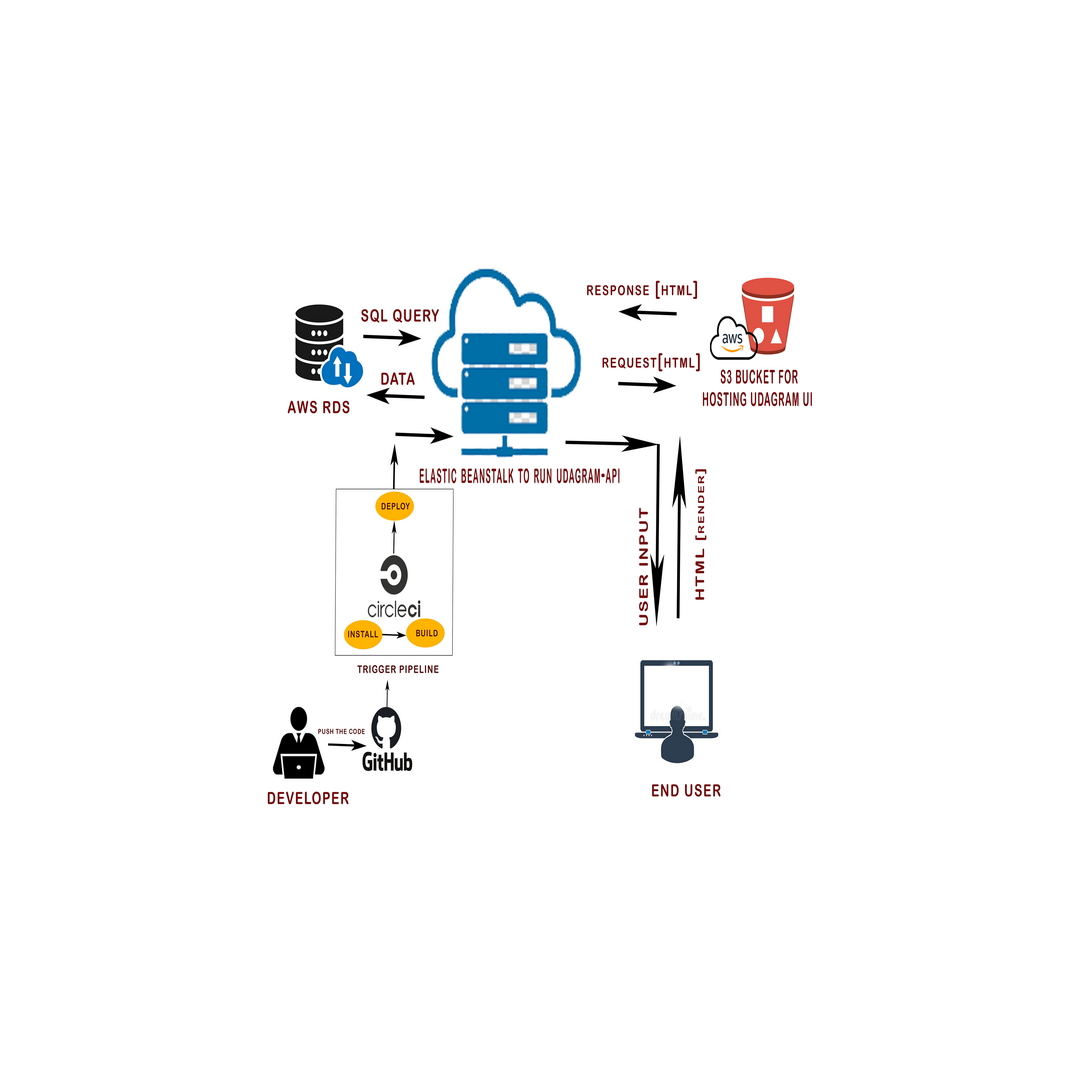 RESPONSE [HTML]
SQL QUERY
aws
REQUEST[HTML]
DATA
S3 BUCKET FOR
HOSTING UDAGRAM UI
AWS RDS
ELASTIC BEANSTALK TO RUN UDAGRAM-API
DEPLOY
USER INPUT
HTML [RENDER]
circleci
INSTALL
BUILD
TRIGGER PIPELINE
PUSH THE CODE
GitHub
DEVELOPER
END USER